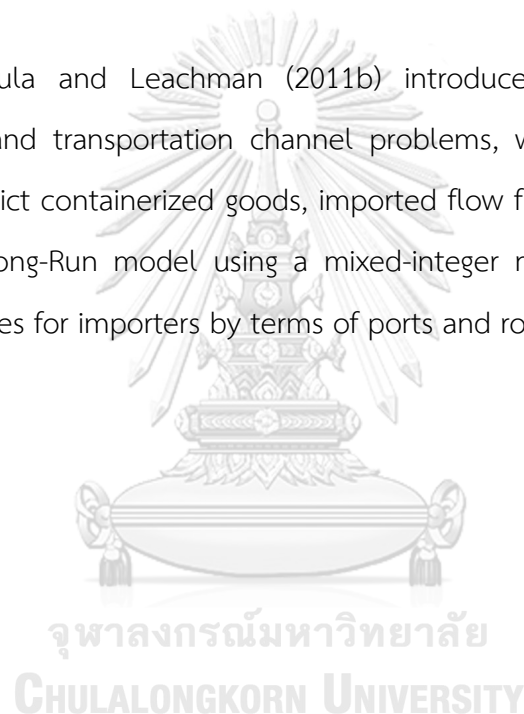 ula and Leachman (2011b) introduce
and transportation channel problems, w
ict containerized goods, imported flow f
ong-Run model using a mixed-integer n
es for importers by terms of ports and ro
จุฬาลงกรณ์มหาวิทยาลัย
CHULALONGKORN UNIVERSITY